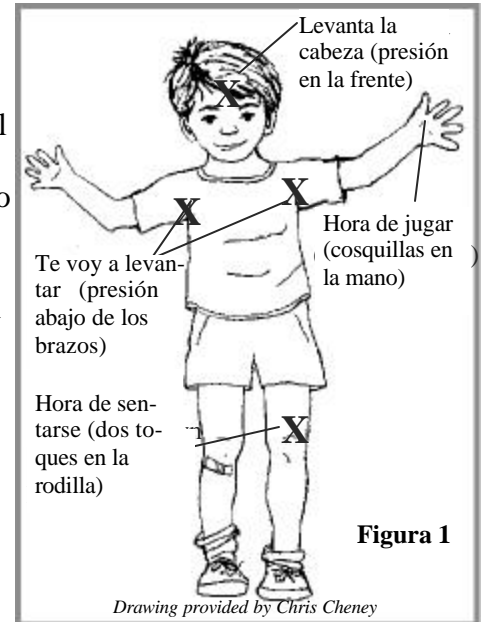 Levanta la
cabeza (presión
en la frente)
X
X
X
Hora de jugar
(cosquillas en
la mano)
Te voy a levan-
tar (presión
abajo de los
brazos)
Hora de sen-
tarse (dos to-
ques en la
rodilla)
X
Figura 1
Drawing provided by Chris Cheney